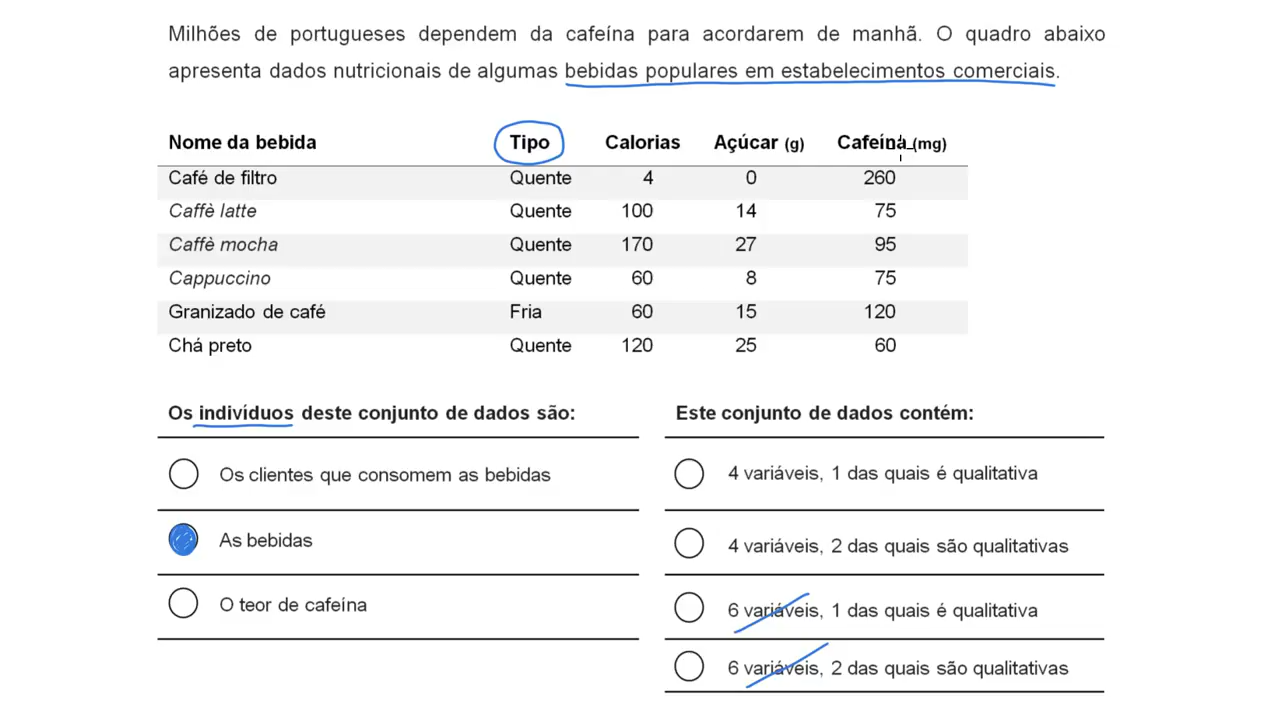 Milhões de portugueses dependem da cafeína para acordarem de manhã. O quadro abaixo
apresenta dados nutricionais de algumas bebidas populares em estabelecimentos comerciais.
Nome da bebida Tipo Calorias Açúcar (g) Cafeína (mg)
Café de filtro Quente 4 0 260
Caffè latte Quente 100 14 75
Caffè mocha Quente 170 27 95
Cappuccino Quente 60 8 75
Granizado de café Fria 60 15 120
Chá preto Quente 120 25 60
Os indivíduos deste conjunto de dados são:
Os clientes que consomem as bebidas
As bebidas
O teor de cafeína
Este conjunto de dados contém:
4 variáveis, 1 das quais é qualitativa
4 variáveis, 2 das quais são qualitativas
6 variáveis, 1 das quais é qualitativa
6 variáveis, 2 das quais são qualitativas